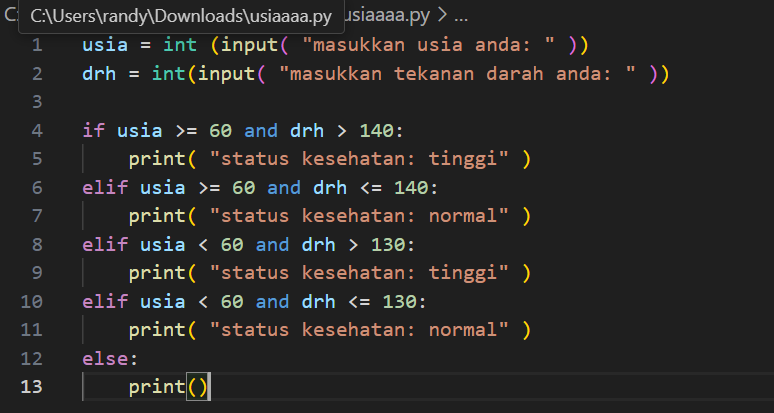 C: C:\Users\randy\Downloads\usiaaaa.py usiaaaa.py > ...
1 usia = int (input( "masukkan usia anda: " ))
2 drh = int(input( "masukkan tekanan darah anda: " ))
3
4 if usia >= 60 and drh > 140:
5 print( "status kesehatan: tinggi" )
6 elif usia >= 60 and drh <= 140:
7 print( "status kesehatan: normal" )
8 elif usia < 60 and drh > 130:
9 print( "status kesehatan: tinggi" )
10 elif usia < 60 and drh <= 130:
11 print( "status kesehatan: normal" )
12 else:
13 print()